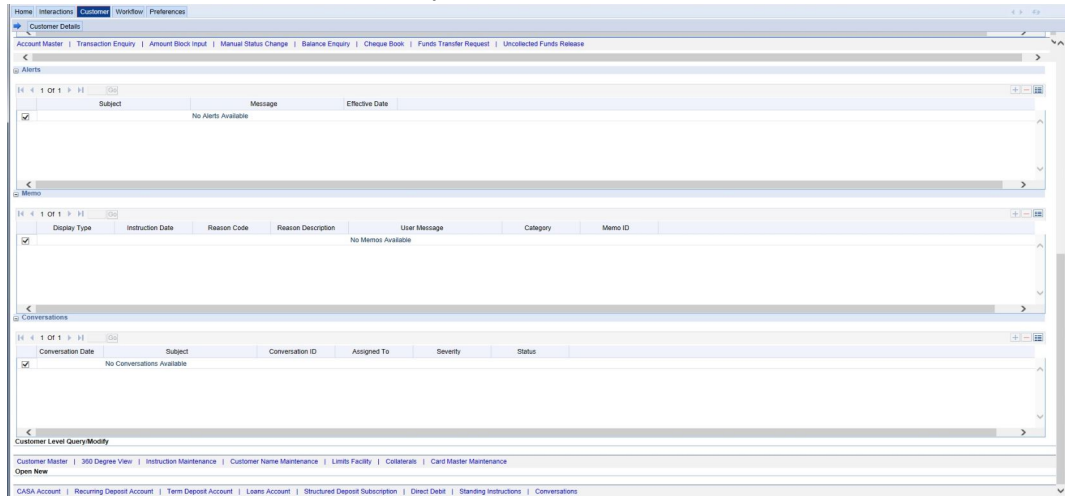 Home Interactions Customer Workflow Preferences
Customer Details
Account Master | Transaction Enquiry | Amount Block Input | Manual Status Change | Balance Enquiry | Cheque Book | Funds Transfer Request | Uncollected Funds Release
Alerts
1 Of 1 Go
Subject Message Effective Date
No Alerts Available
Memo
1 Of 1 Go
Display Type Instruction Date Reason Code Reason Description User Message Category Memo ID
No Memos Available
Conversations
1 Of 1 Go
Conversation Date Subject Conversation ID Assigned To Severity Status
No Conversations Available
Customer Level Query/Modify
Customer Master | 360 Degree View | Instruction Maintenance | Customer Name Maintenance | Limits Facility | Collaterals | Card Master Maintenance
Open New
CASA Account | Recurring Deposit Account | Term Deposit Account | Loans Account | Structured Deposit Subscription | Direct Debit | Standing Instructions | Conversations